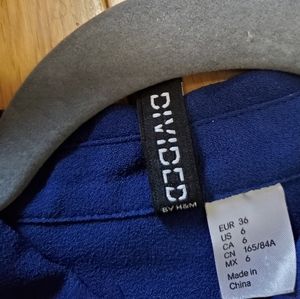 DIVIDED
BY H&M
EUR 36
US 6
CA 6
CN 165/84A
MX 6
Made in
China